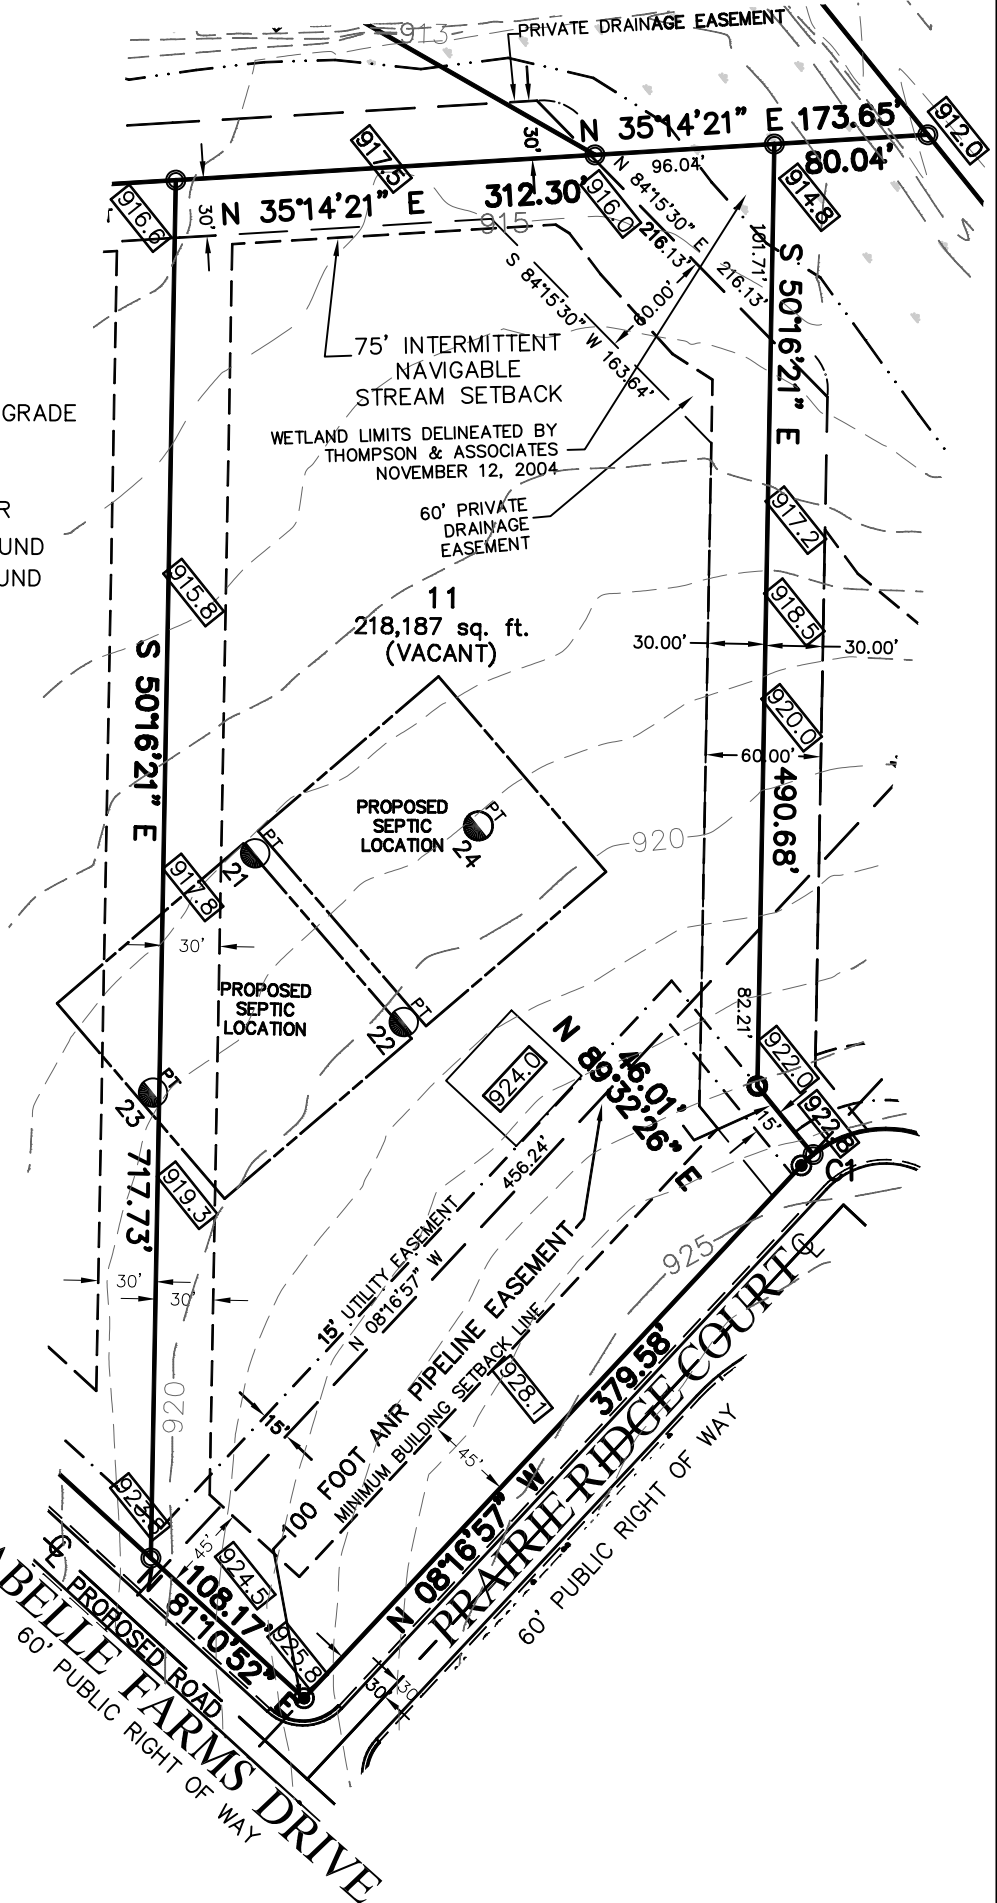 913
PRIVATE DRAINAGE EASEMENT
N 35°14'21" E 173.65'
912.0
917.5
30'
96.04'
80.04'
916.6
30'
N 35°14'21" E 312.30'
915
916.0
914.8
N 84°15'30" E
216.13'
216.13'
101.71'
S 50°16'21" E
S 84°15'30" W 163.64'
60.00'
75' INTERMITTENT
NAVIGABLE
STREAM SETBACK
GRADE
WETLAND LIMITS DELINEATED BY
THOMPSON & ASSOCIATES
NOVEMBER 12, 2004
R
60' PRIVATE
DRAINAGE
EASEMENT
917.2
UND
UND
915.8
11
218,187 sq. ft.
(VACANT)
918.5
30.00'
30.00'
S 50°16'21" E
920.0
60.00'
490.68'
PROPOSED
SEPTIC
LOCATION
PT
24
920
PT
21
917.8
30'
PROPOSED
SEPTIC
LOCATION
PT
22
82.21'
N 89°32'26" E
46.01'
924.0
922.0
922.8
15'
PT
23
C1
717.73'
919.3
456.24'
15' UTILITY EASEMENT
N 08°16'57" W
925
30'
30'
100 FOOT ANR PIPELINE EASEMENT
MINIMUM BUILDING SETBACK LINE
928.1
379.58'
920
15'
45'
N 08°16'57" W
PRAIRIE RIDGE COURT
60' PUBLIC RIGHT OF WAY
923.6
45'
924.5
108.17'
N 81°10'52" E
925.8
30'
30'
PROPOSED ROAD
ABELLE FARMS DRIVE
60' PUBLIC RIGHT OF WAY